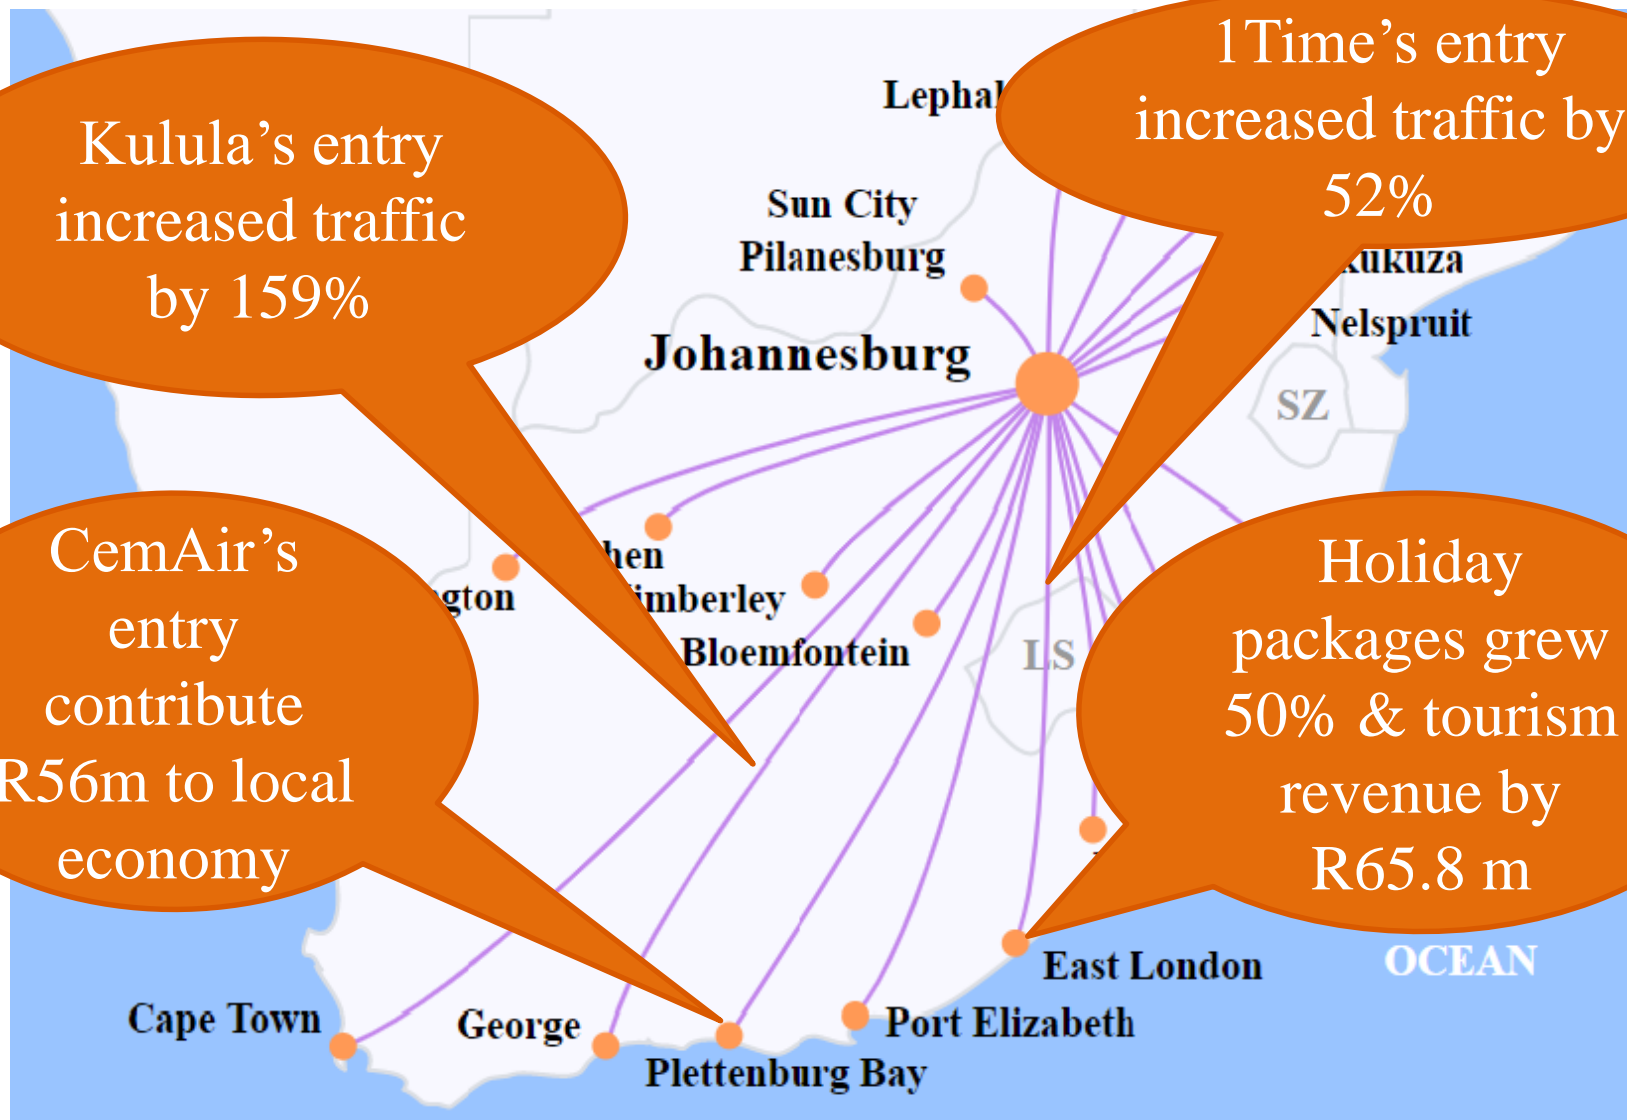 Kulula’s entry
increased traffic
by 159%
1Time’s entry
increased traffic by
52%
Sun City
Pilanesburg
Johannesburg
Nelspruit
SZ
CemAir’s
entry
contribute
R56m to local
economy
Bloemfontein
LS
Holiday
packages grew
50% & tourism
revenue by
R65.8 m
OCEAN
East London
Cape Town
George
Port Elizabeth
Plettenburg Bay